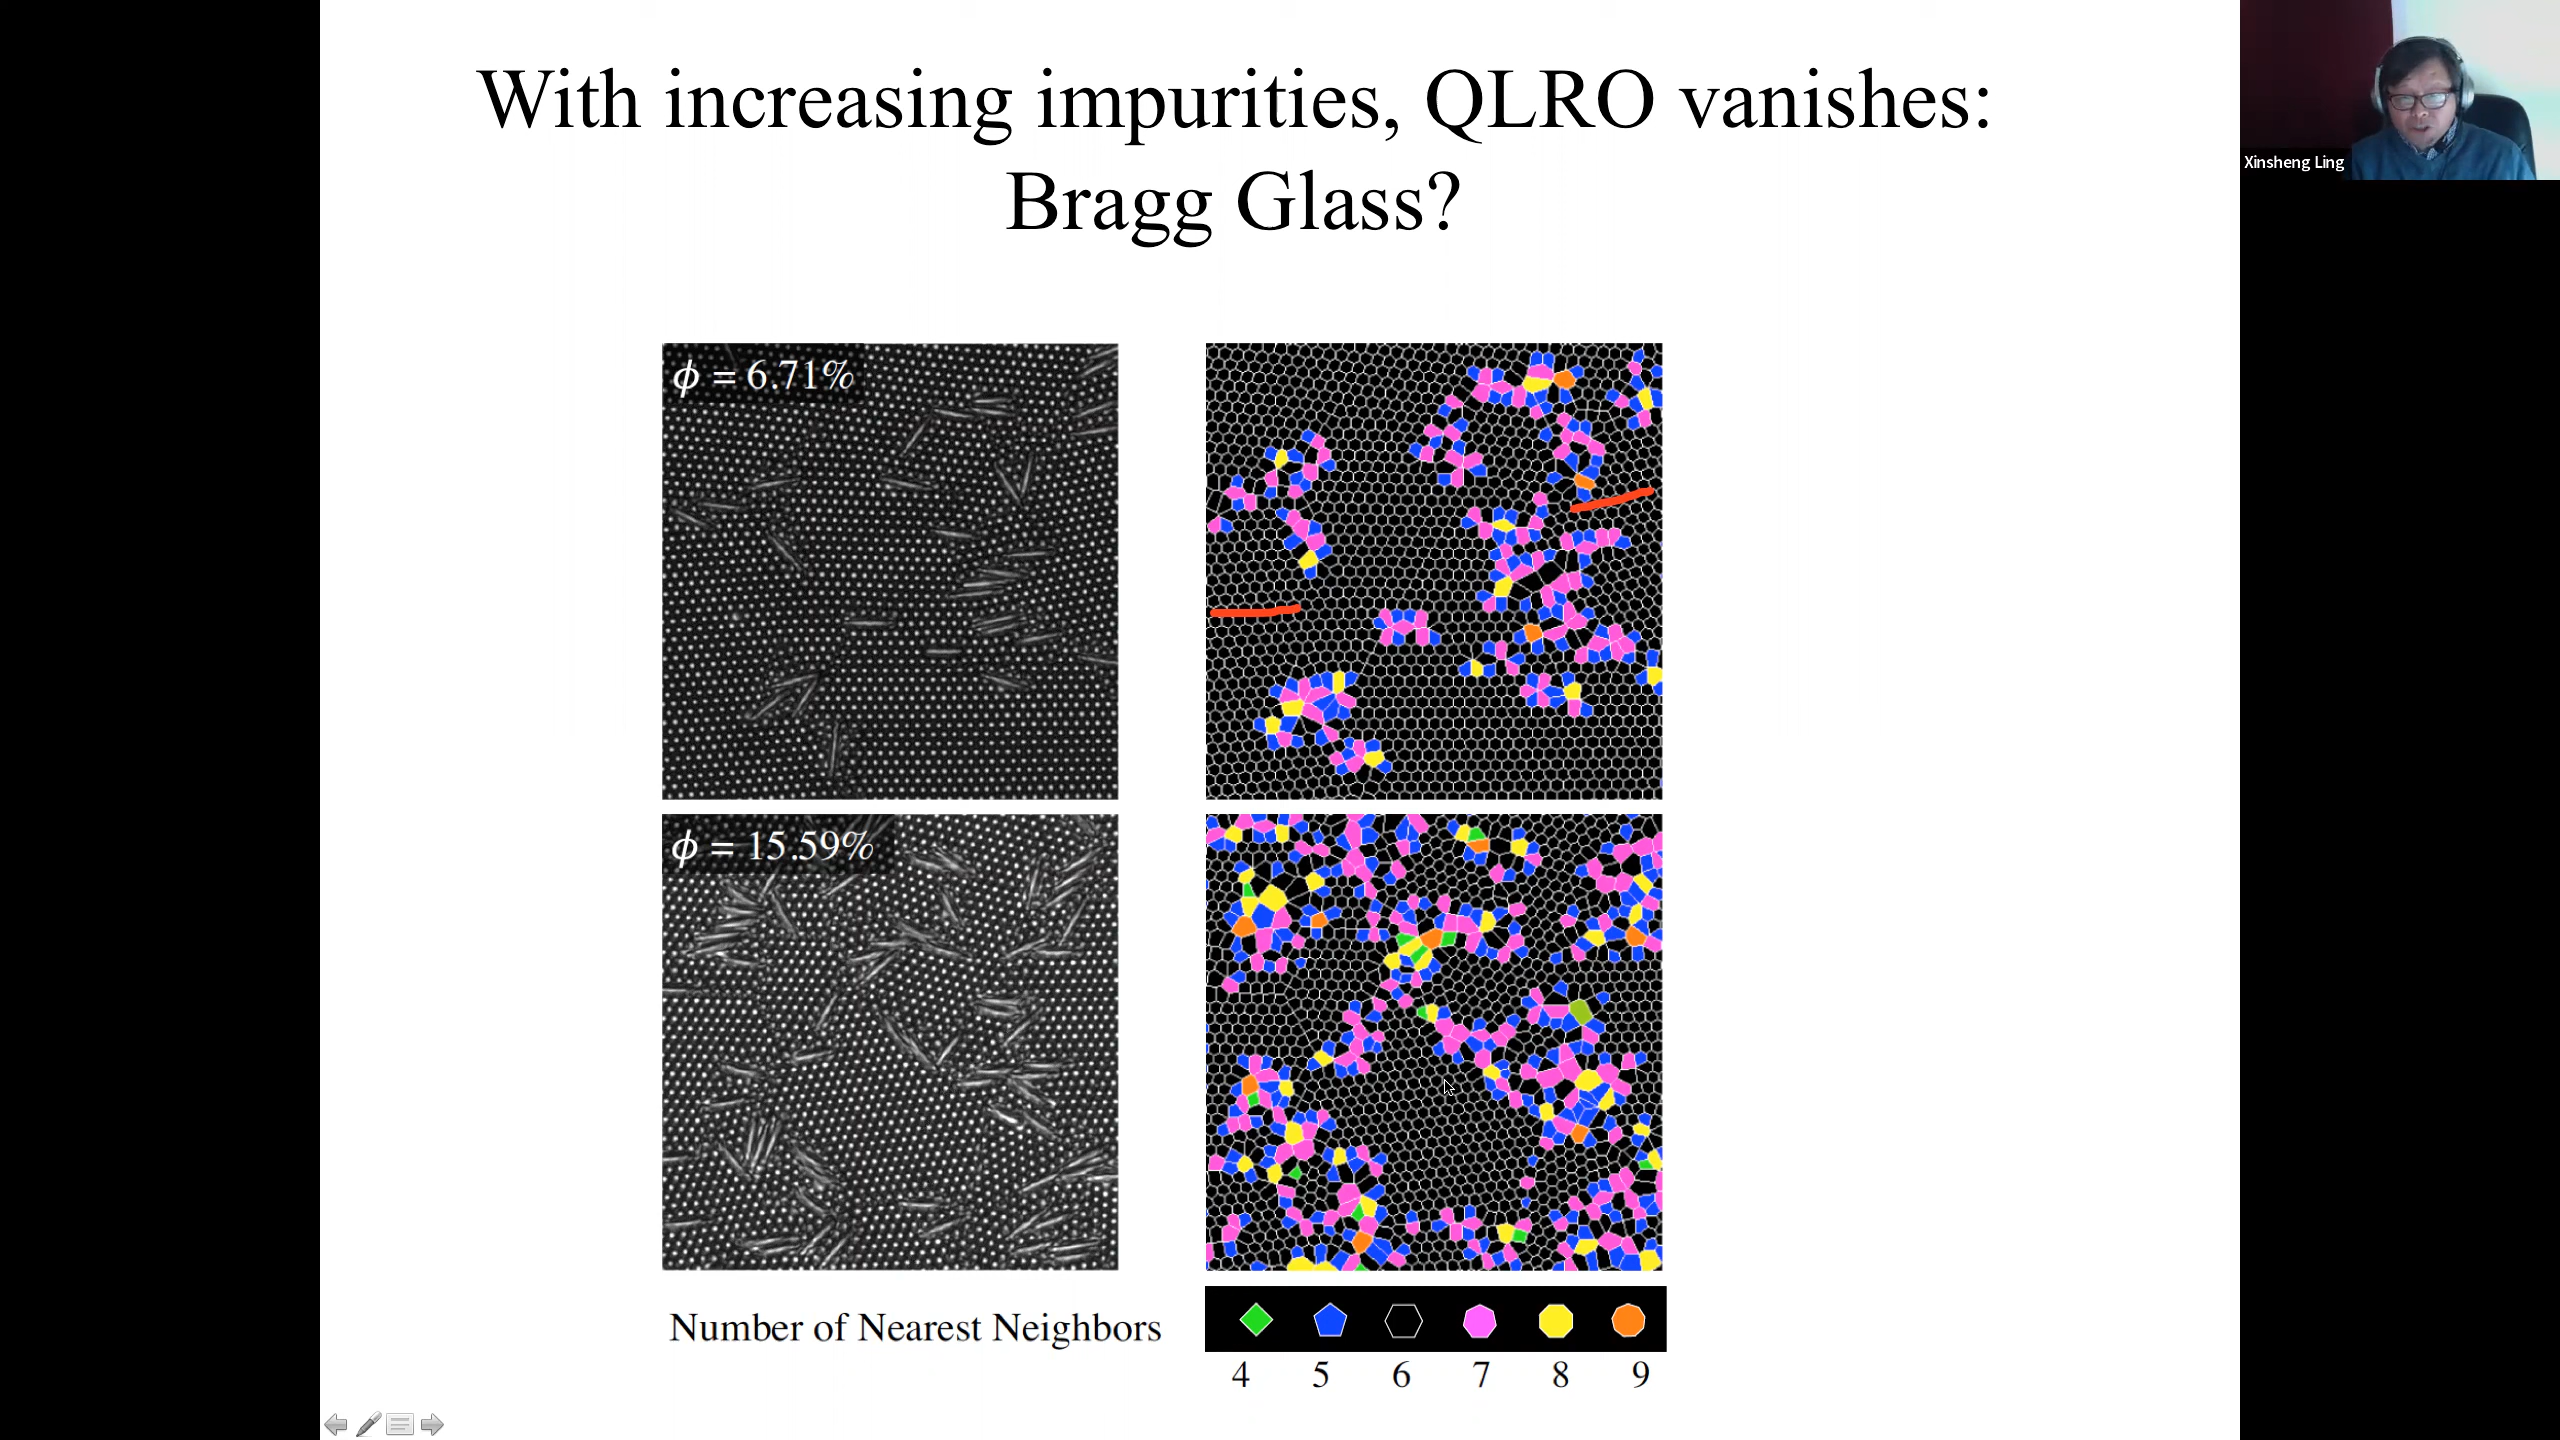 With increasing impurities, QLRO vanishes:
Bragg Glass?
Xinsheng Ling
ϕ = 6.71%
ϕ = 15.59%
Number of Nearest Neighbors
4 5 6 7 8 9